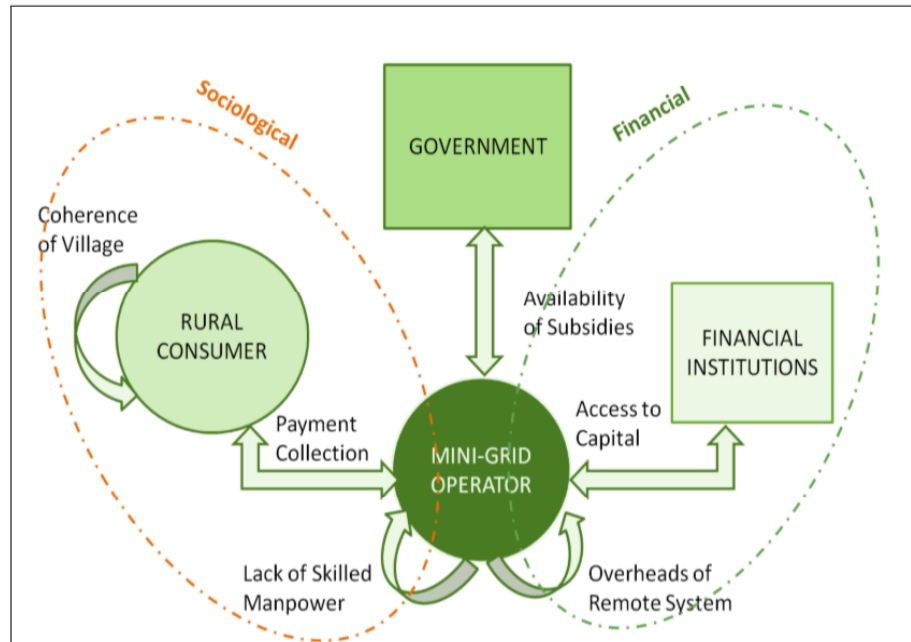 Sociological
Financial
GOVERNMENT
Coherence
of Village
RURAL
CONSUMER
Availability
of Subsidies
FINANCIAL
INSTITUTIONS
Payment
Collection
Access to
Capital
MINI-GRID
OPERATOR
Lack of Skilled
Manpower
Overheads of
Remote System